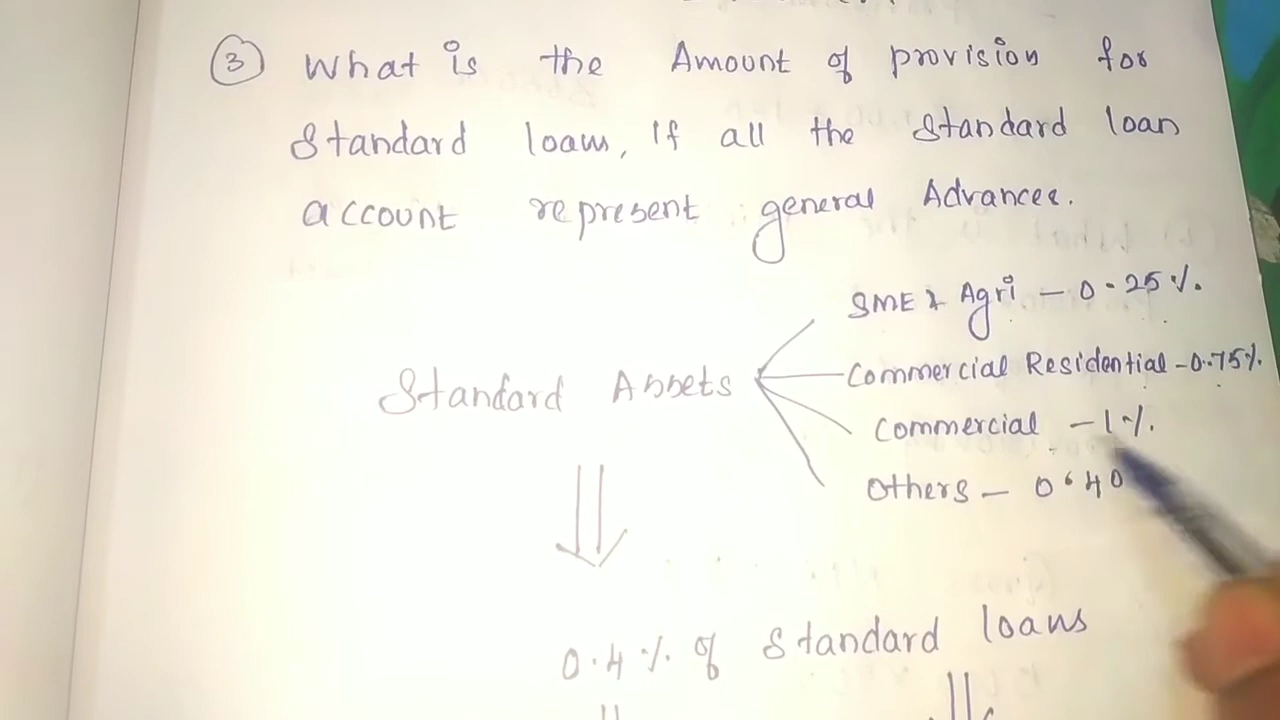 3 What is the Amount of provision for
Standard loans, If all the Standard loan
account represent general Advances.
SME & Agri - 0.25%.
Commercial Residential - 0.75%.
Standard Assets
Commercial - 1%.
Others - 0.40
0.4% of Standard loans